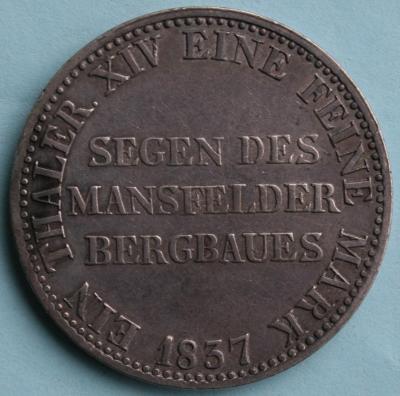 EIN THALER XIV EINE FEINE MARK
SEGEN DES
MANSFELDER
BERGBAUES
1837